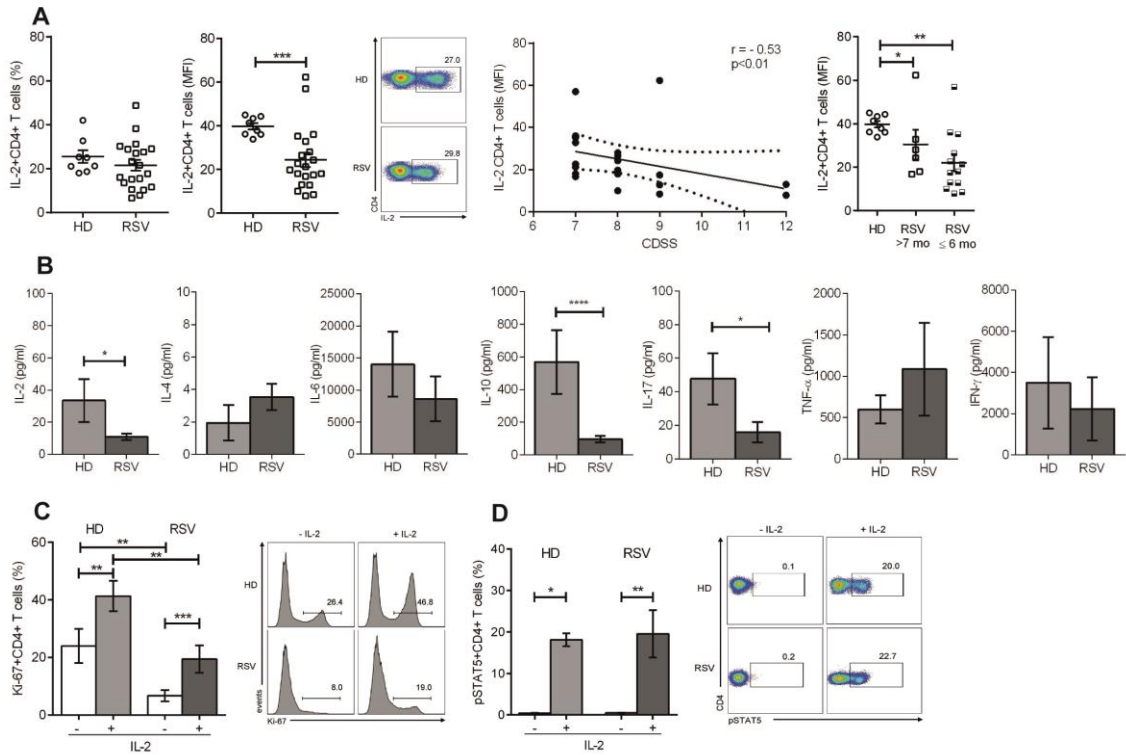 A
IL-2+CD4+ T cells (%)
80
60
40
20
0
HD
RSV
IL-2+CD4+ T cells (MFI)
80
60
40
20
0
***
HD
RSV
HD
27.0
RSV
29.8
CD4
IL-2
IL-2 CD4+ T cells (MFI)
80
60
40
20
0
r = - 0.53
p<0.01
5
6
7
8
9
10
11
12
CDSS
IL-2+CD4+ T cells (MFI)
80
60
40
20
0
**
*
HD
RSV
>7 mo
RSV
≤ 6 mo
B
IL-2 (pg/ml)
100
80
60
40
20
0
*
HD
RSV
IL-4 (pg/ml)
4
3
2
1
0
HD
RSV
IL-6 (pg/ml)
25000
20000
15000
10000
5000
0
HD
RSV
IL-10 (pg/ml)
1000
800
600
400
200
0
****
HD
RSV
IL-17 (pg/ml)
100
80
60
40
20
0
*
HD
RSV
TNF-α (pg/ml)
2000
1500
1000
500
0
HD
RSV
IFN-γ (pg/ml)
8000
6000
4000
2000
0
HD
RSV
C
HD
RSV
Ki-67+CD4+ T cells (%)
80
60
40
20
0
**
**
**
***
-
+
-
+
IL-2
- IL-2
+ IL-2
HD
26.4
46.8
RSV
8.0
19.0
events
Ki-67
D
HD
RSV
pSTAT5+CD4+ T cells (%)
40
30
20
10
0
*
**
-
+
-
+
IL-2
- IL-2
+ IL-2
HD
0.1
20.0
RSV
0.2
22.7
CD4
pSTAT5